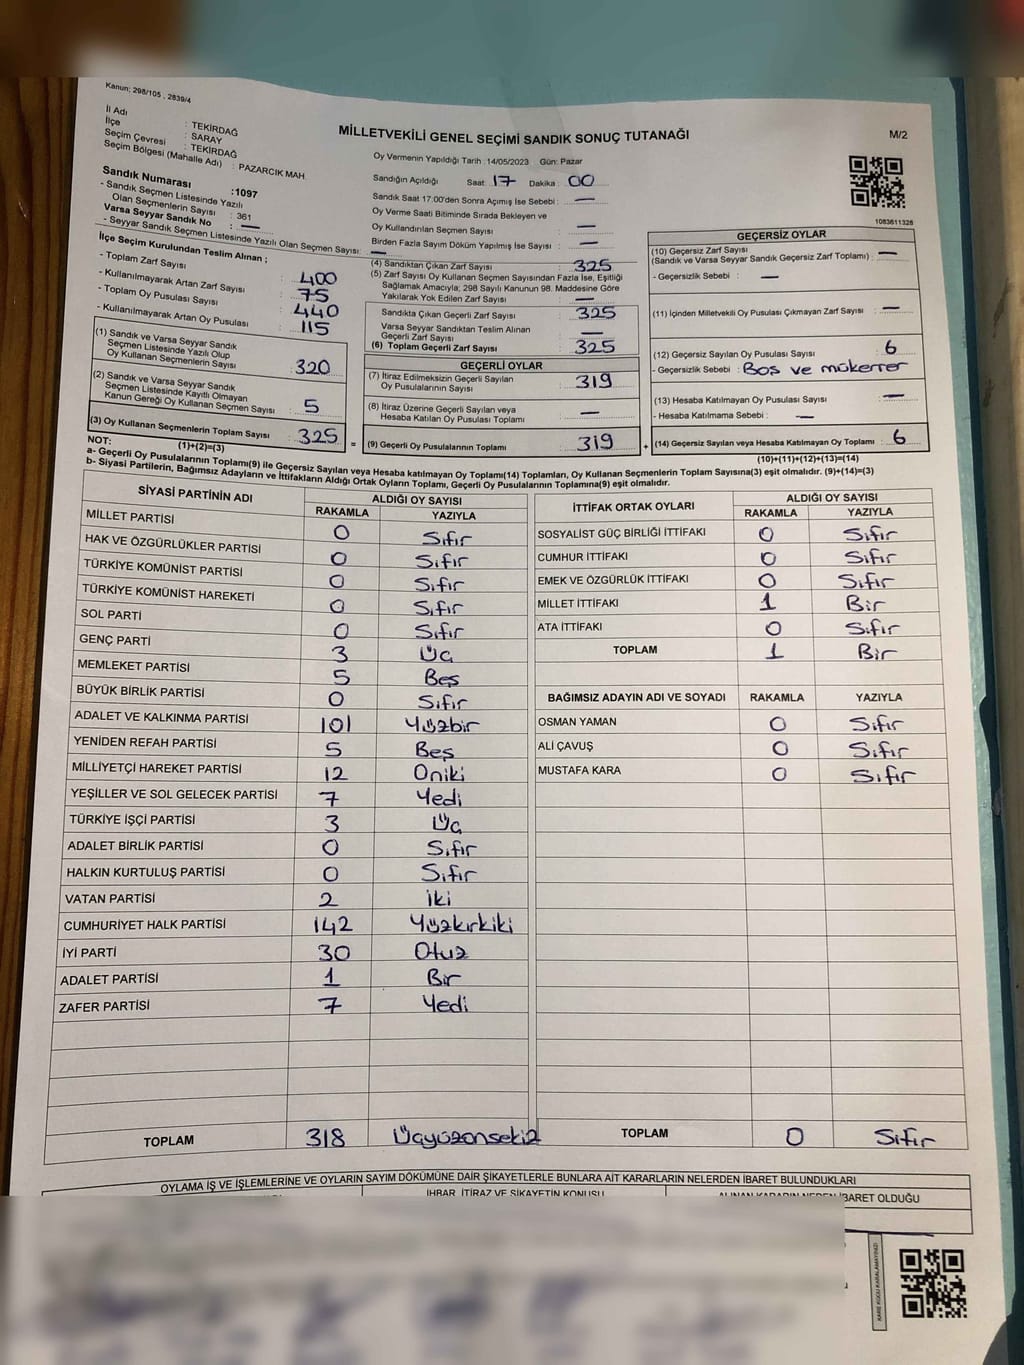 Kanun; 298/105 , 2839/4
İl Adı : TEKİRDAĞ
İlçe : SARAY
Seçim Çevresi : TEKİRDAĞ
Seçim Bölgesi (Mahalle Adı) : PAZARCIK MAH
MİLLETVEKİLİ GENEL SEÇİMİ SANDIK SONUÇ TUTANAĞI
M/2
1083611326
Sandık Numarası :1097
- Sandık Seçmen Listesinde Yazılı
Olan Seçmenlerin Sayısı : 361
Varsa Seyyar Sandık No : —
- Seyyar Sandık Seçmen Listesinde Yazılı Olan Seçmen Sayısı: —
Oy Vermenin Yapıldığı Tarih :14/05/2023 Gün: Pazar
Sandığın Açıldığı Saat 17 Dakika 00
Sandık Saat 17:00'den Sonra Açımış İse Sebebi : —
Oy Verme Saati Bitiminde Sırada Bekleyen ve
Oy Kullandırılan Seçmen Sayısı : —
Birden Fazla Sayım Döküm Yapılmış İse Sayısı : —
İlçe Seçim Kurulundan Teslim Alınan ;
- Toplam Zarf Sayısı : 400
- Kullanılmayarak Artan Zarf Sayısı : 75
- Toplam Oy Pusulası Sayısı : 440
- Kullanılmayarak Artan Oy Pusulası : 115
(1) Sandık ve Varsa Seyyar Sandık
Seçmen Listesinde Yazılı Olup
Oy Kullanan Seçmenlerin Sayısı : 320
(2) Sandık ve Varsa Seyyar Sandık
Seçmen Listesinde Kayıtlı Olmayan
Kanun Gereği Oy Kullanan Seçmen Sayısı : 5
(3) Oy Kullanan Seçmenlerin Toplam Sayısı : 325
(1)+(2)=(3)
(4) Sandıktan Çıkan Zarf Sayısı : 325
(5) Zarf Sayısı Oy Kullanan Seçmen Sayısından Fazla İse, Eşitliği
Sağlamak Amacıyla; 298 Sayılı Kanunun 98. Maddesine Göre
Yakılarak Yok Edilen Zarf Sayısı : —
Sandıkta Çıkan Geçerli Zarf Sayısı : 325
Varsa Seyyar Sandıktan Teslim Alınan
Geçerli Zarf Sayısı : —
(6) Toplam Geçerli Zarf Sayısı : 325
GEÇERLİ OYLAR
(7) İtiraz Edilmeksizin Geçerli Sayılan
Oy Pusulalarının Sayısı : 319
(8) İtiraz Üzerine Geçerli Sayılan veya
Hesaba Katılan Oy Pusulası Toplamı : —
= (9) Geçerli Oy Pusulalarının Toplamı : 319
GEÇERSİZ OYLAR
(10) Geçersiz Zarf Sayısı
(Sandık ve Varsa Seyyar Sandık Geçersiz Zarf Toplamı) : —
- Geçersizlik Sebebi : —
(11) İçinden Milletvekili Oy Pusulası Çıkmayan Zarf Sayısı : —
(12) Geçersiz Sayılan Oy Pusulası Sayısı : 6
- Geçersizlik Sebebi : Boş ve mükerrer
(13) Hesaba Katılmayan Oy Pusulası Sayısı : —
- Hesaba Katılmama Sebebi : —
+ (14) Geçersiz Sayılan veya Hesaba Katılmayan Oy Toplamı : 6
(10)+(11)+(12)+(13)=(14)
NOT:
a- Geçerli Oy Pusulalarının Toplamı(9) ile Geçersiz Sayılan veya Hesaba katılmayan Oy Toplamı(14) Toplamları, Oy Kullanan Seçmenlerin Toplam Sayısına(3) eşit olmalıdır. (9)+(14)=(3)
b- Siyasi Partilerin, Bağımsız Adayların ve İttifakların Aldığı Ortak Oyların Toplamı, Geçerli Oy Pusulalarının Toplamına(9) eşit olmalıdır.
SİYASİ PARTİNİN ADI ALDIĞI OY SAYISI
RAKAMLA YAZIYLA
MİLLET PARTİSİ 0 Sıfır
HAK VE ÖZGÜRLÜKLER PARTİSİ 0 Sıfır
TÜRKİYE KOMÜNİST PARTİSİ 0 Sıfır
TÜRKİYE KOMÜNİST HAREKETİ 0 Sıfır
SOL PARTİ 0 Sıfır
GENÇ PARTİ 3 Üç
MEMLEKET PARTİSİ 5 Beş
BÜYÜK BİRLİK PARTİSİ 0 Sıfır
ADALET VE KALKINMA PARTİSİ 101 Yüzbir
YENİDEN REFAH PARTİSİ 5 Beş
MİLLİYETÇİ HAREKET PARTİSİ 12 Oniki
YEŞİLLER VE SOL GELECEK PARTİSİ 7 Yedi
TÜRKİYE İŞÇİ PARTİSİ 3 Üç
ADALET BİRLİK PARTİSİ 0 Sıfır
HALKIN KURTULUŞ PARTİSİ 0 Sıfır
VATAN PARTİSİ 2 iki
CUMHURİYET HALK PARTİSİ 142 Yüzkırkiki
İYİ PARTİ 30 Otuz
ADALET PARTİSİ 1 Bir
ZAFER PARTİSİ 7 Yedi
TOPLAM 318 Üçyüzonsekiz
İTTİFAK ORTAK OYLARI ALDIĞI OY SAYISI
RAKAMLA YAZIYLA
SOSYALİST GÜÇ BİRLİĞİ İTTİFAKI 0 Sıfır
CUMHUR İTTİFAKI 0 Sıfır
EMEK VE ÖZGÜRLÜK İTTİFAKI 0 Sıfır
MİLLET İTTİFAKI 1 Bir
ATA İTTİFAKI 0 Sıfır
TOPLAM 1 Bir
BAĞIMSIZ ADAYIN ADI VE SOYADI RAKAMLA YAZIYLA
OSMAN YAMAN 0 Sıfır
ALİ ÇAVUŞ 0 Sıfır
MUSTAFA KARA 0 Sıfır
TOPLAM 0 Sıfır
OYLAMA İŞ VE İŞLEMLERİNE VE OYLARIN SAYIM DÖKÜMÜNE DAİR ŞİKAYETLERLE BUNLARA AİT KARARLARIN NELERDEN İBARET BULUNDUKLARI
İHBAR, İTİRAZ VE ŞİKAYETİN KONUSU
ALINAN KARARIN NEDEN İBARET OLDUĞU
KARE KODU KARALAMAYINIZ!